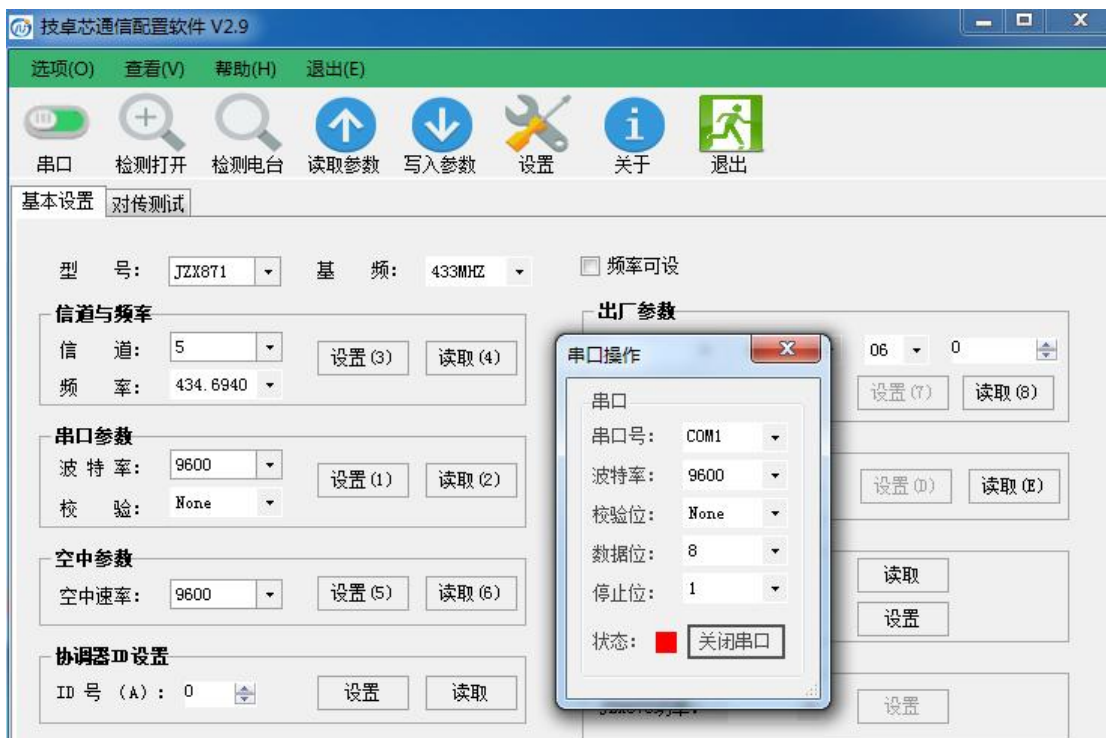 技卓芯通信配置软件 V2.9
选项(O) 查看(V) 帮助(H) 退出(E)
串口 检测打开 检测电台 读取参数 写入参数 设置 关于 退出
基本设置 对传测试
型 号: JZX871 基 频: 433MHZ 频率可设
信道与频率
信 道: 5 设置(3) 读取(4)
频 率: 434.6940
串口参数
波 特 率: 9600 设置(1) 读取(2)
校 验: None
空中参数
空中速率: 9600 设置(5) 读取(6)
协调器ID设置
ID 号 (A): 0 设置 读取
出厂参数
06 0
设置(7) 读取(8)
设置(D) 读取(E)
读取
设置
设置
串口操作
串口
串口号: COM1
波特率: 9600
校验位: None
数据位: 8
停止位: 1
状态: 关闭串口